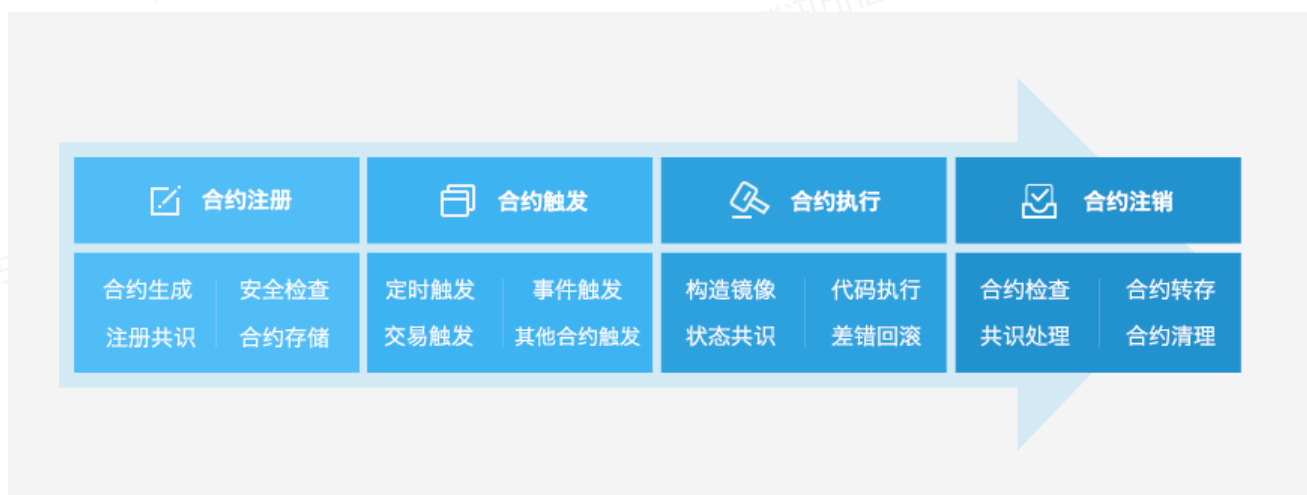 合约注册
合约触发
合约执行
合约注销
合约生成 安全检查
注册共识 合约存储
定时触发 事件触发
交易触发 其他合约触发
构造镜像 代码执行
状态共识 差错回滚
合约检查 合约转存
共识处理 合约清理